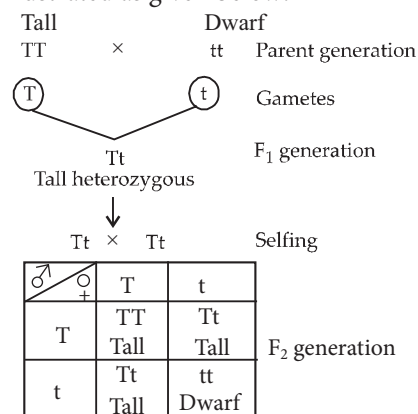 Tall Dwarf
TT × tt Parent generation
T t Gametes
Tt F₁ generation
Tall heterozygous
Tt × Tt Selfing
♂ ♀ T t
T TT Tt
Tall Tall
F₂ generation
t Tt tt
Tall Dwarf